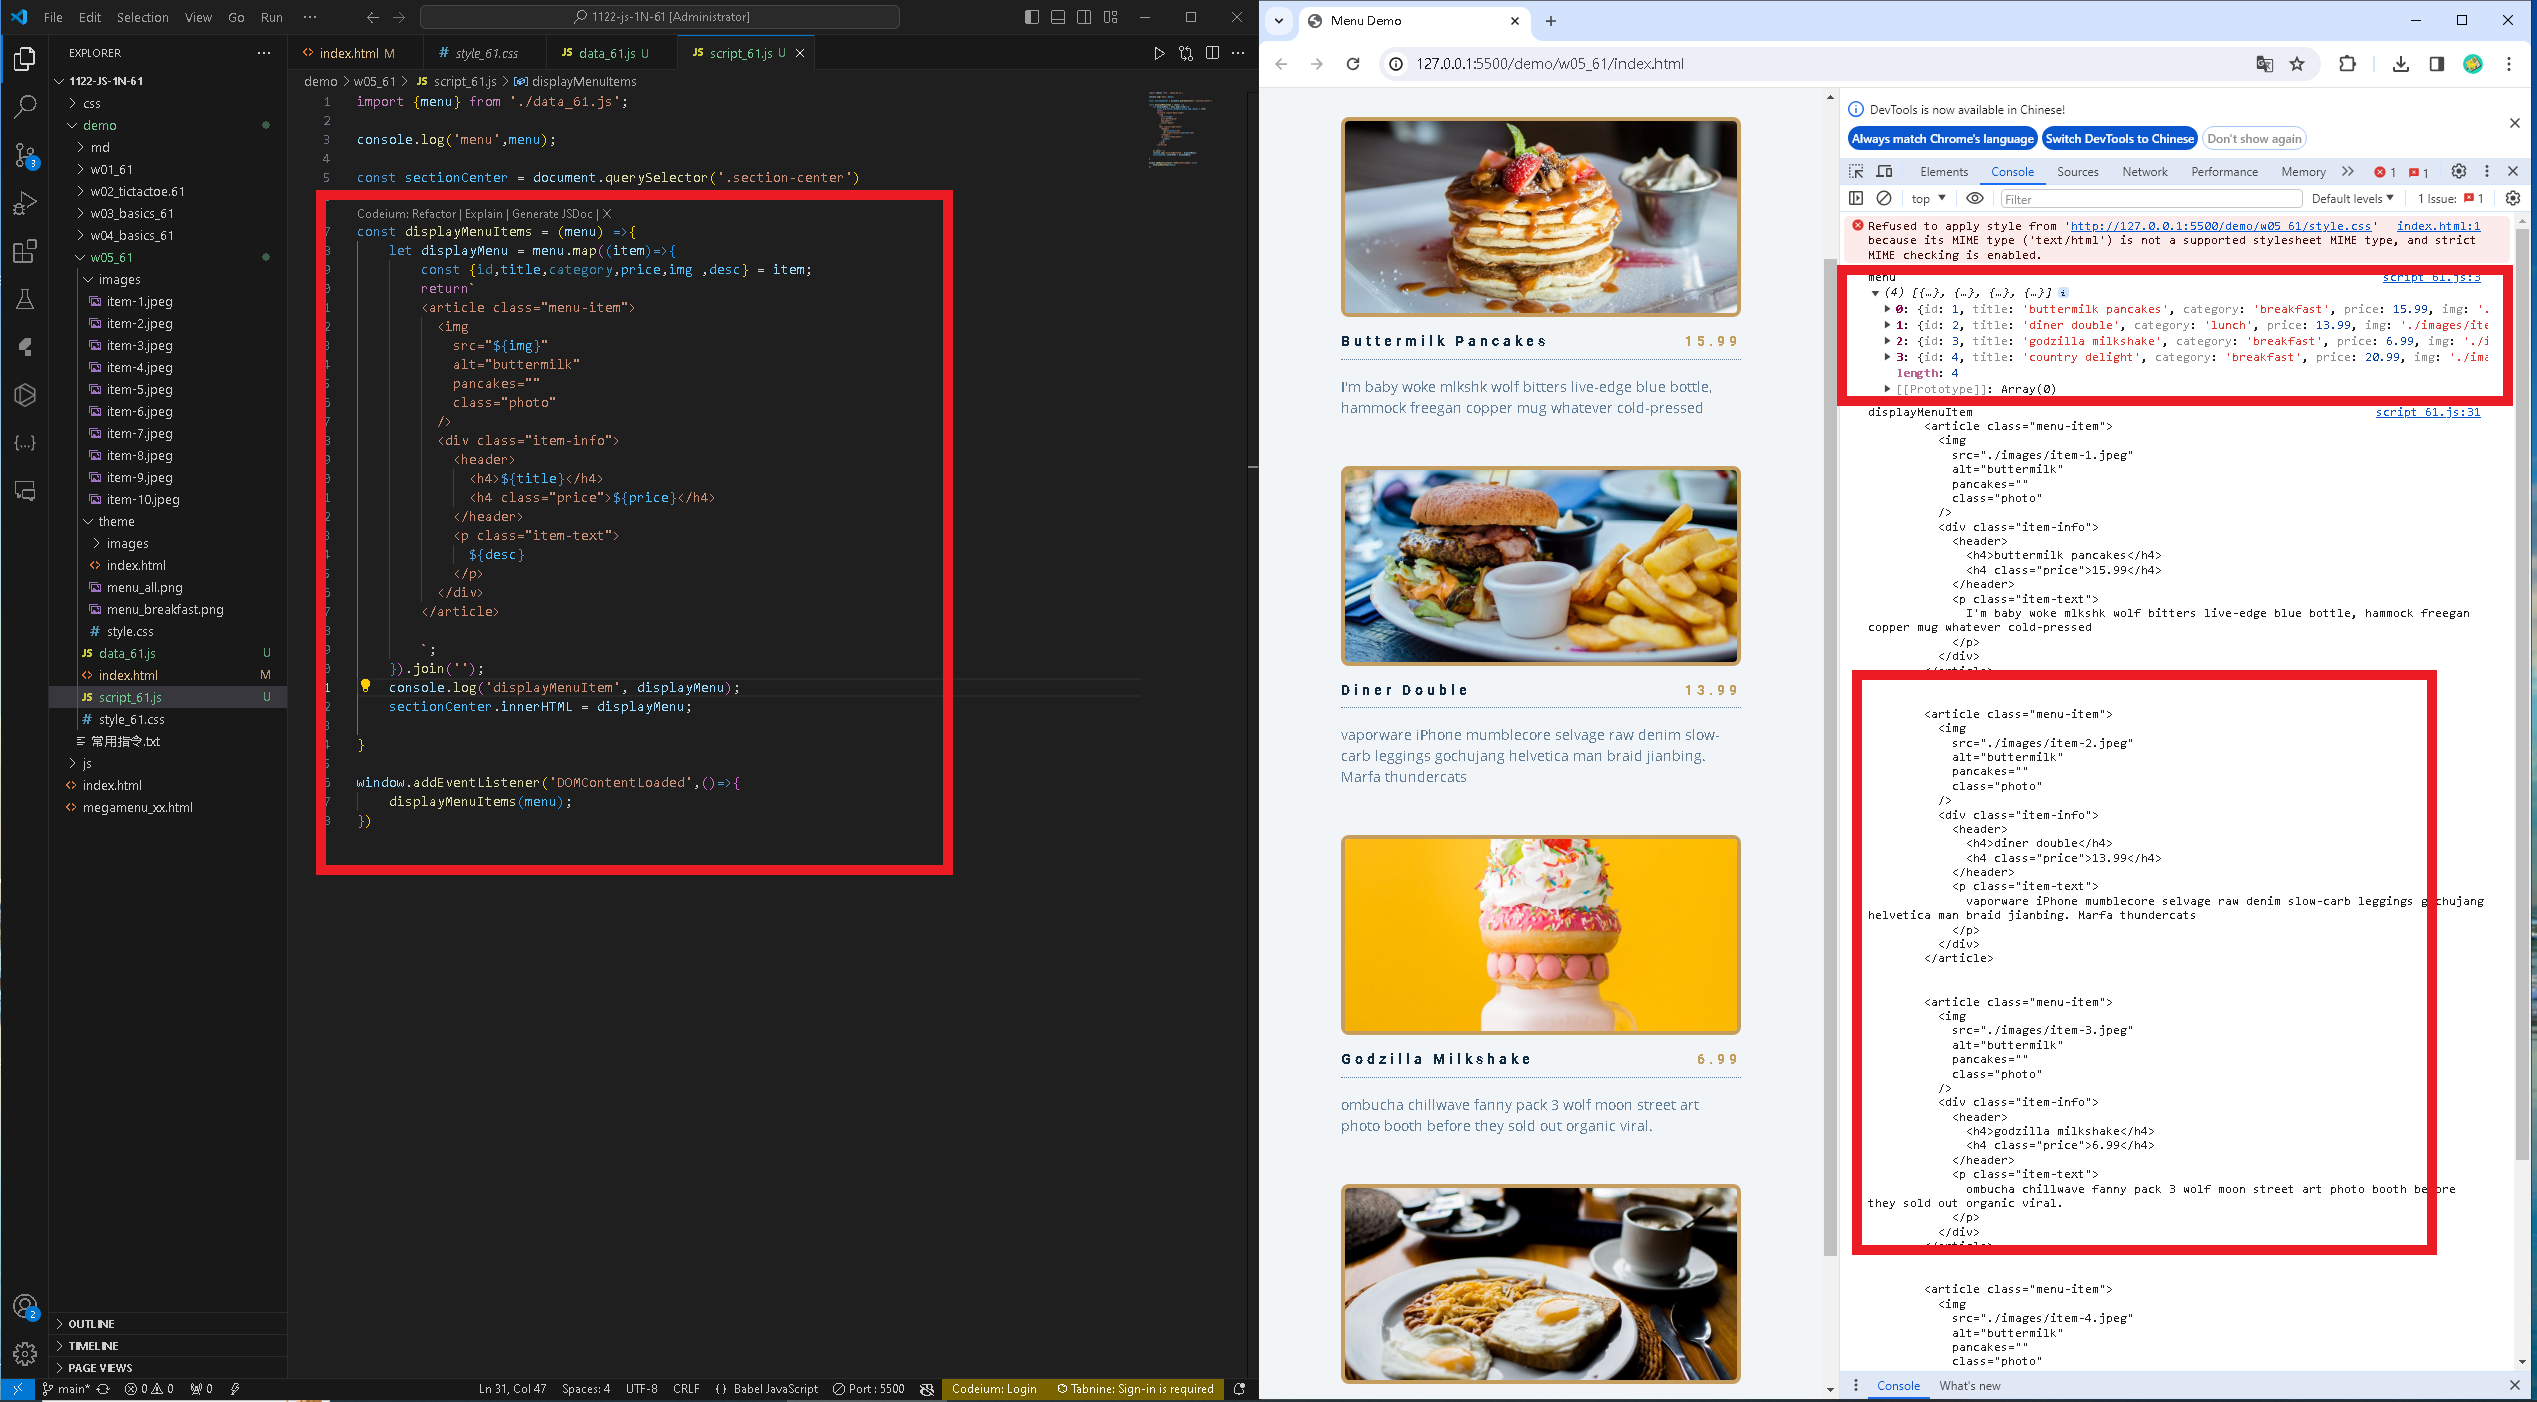 File Edit Selection View Go Run ··· 1122-js-1N-61 [Administrator]
EXPLORER
1122-JS-1N-61
css
demo
md
w01_61
w02_tictactoe.61
w03_basics_61
w04_basics_61
w05_61
images
item-1.jpeg
item-2.jpeg
item-3.jpeg
item-4.jpeg
item-5.jpeg
item-6.jpeg
item-7.jpeg
item-8.jpeg
item-9.jpeg
item-10.jpeg
theme
images
index.html
menu_all.png
menu_breakfast.png
style.css
data_61.js U
index.html M
script_61.js U
style_61.css
常用指令.txt
js
index.html
megamenu_xx.html
OUTLINE
TIMELINE
PAGE VIEWS
3
2
index.html M style_61.css data_61.js U script_61.js U
demo > w05_61 > JS script_61.js > displayMenuItems
1 import {menu} from './data_61.js';
2
3 console.log('menu',menu);
4
5 const sectionCenter = document.querySelector('.section-center')
Codeium: Refactor | Explain | Generate JSDoc | X
const displayMenuItems = (menu) =>{
let displayMenu = menu.map((item)=>{
const {id,title,category,price,img ,desc} = item;
return`
<article class="menu-item">
<img
src="${img}"
alt="buttermilk"
pancakes=""
class="photo"
/>
<div class="item-info">
<header>
<h4>${title}</h4>
<h4 class="price">${price}</h4>
</header>
<p class="item-text">
${desc}
</p>
</div>
</article>
`;
}).join('');
console.log('displayMenuItem', displayMenu);
sectionCenter.innerHTML = displayMenu;
}
window.addEventListener('DOMContentLoaded',()=>{
displayMenuItems(menu);
})
main* 0 0 0 Ln 31, Col 47 Spaces: 4 UTF-8 CRLF {} Babel JavaScript Port : 5500 Codeium: Login Tabnine: Sign-in is required
Menu Demo
127.0.0.1:5500/demo/w05_61/index.html
Buttermilk Pancakes 15.99
I'm baby woke mlkshk wolf bitters live-edge blue bottle,
hammock freegan copper mug whatever cold-pressed
Diner Double 13.99
vaporware iPhone mumblecore selvage raw denim slow-
carb leggings gochujang helvetica man braid jianbing.
Marfa thundercats
Godzilla Milkshake 6.99
ombucha chillwave fanny pack 3 wolf moon street art
photo booth before they sold out organic viral.
DevTools is now available in Chinese!
Always match Chrome's language Switch DevTools to Chinese Don't show again
Elements Console Sources Network Performance Memory 1 1
top Filter Default levels 1 Issue: 1
Refused to apply style from 'http://127.0.0.1:5500/demo/w05_61/style.css' index.html:1
because its MIME type ('text/html') is not a supported stylesheet MIME type, and strict
MIME checking is enabled.
menu script_61.js:3
(4) [{…}, {…}, {…}, {…}]
0: {id: 1, title: 'buttermilk pancakes', category: 'breakfast', price: 15.99, img: '.
1: {id: 2, title: 'diner double', category: 'lunch', price: 13.99, img: './images/ite
2: {id: 3, title: 'godzilla milkshake', category: 'breakfast', price: 6.99, img: './i
3: {id: 4, title: 'country delight', category: 'breakfast', price: 20.99, img: './ima
length: 4
[[Prototype]]: Array(0)
displayMenuItem script_61.js:31
<article class="menu-item">
<img
src="./images/item-1.jpeg"
alt="buttermilk"
pancakes=""
class="photo"
/>
<div class="item-info">
<header>
<h4>buttermilk pancakes</h4>
<h4 class="price">15.99</h4>
</header>
<p class="item-text">
I'm baby woke mlkshk wolf bitters live-edge blue bottle, hammock freegan
copper mug whatever cold-pressed
</p>
</div>
</article>
<article class="menu-item">
<img
src="./images/item-2.jpeg"
alt="buttermilk"
pancakes=""
class="photo"
/>
<div class="item-info">
<header>
<h4>diner double</h4>
<h4 class="price">13.99</h4>
</header>
<p class="item-text">
vaporware iPhone mumblecore selvage raw denim slow-carb leggings gochujang
helvetica man braid jianbing. Marfa thundercats
</p>
</div>
</article>
<article class="menu-item">
<img
src="./images/item-3.jpeg"
alt="buttermilk"
pancakes=""
class="photo"
/>
<div class="item-info">
<header>
<h4>godzilla milkshake</h4>
<h4 class="price">6.99</h4>
</header>
<p class="item-text">
ombucha chillwave fanny pack 3 wolf moon street art photo booth before
they sold out organic viral.
</p>
</div>
</article>
<article class="menu-item">
<img
src="./images/item-4.jpeg"
alt="buttermilk"
pancakes=""
class="photo"
Console What's new